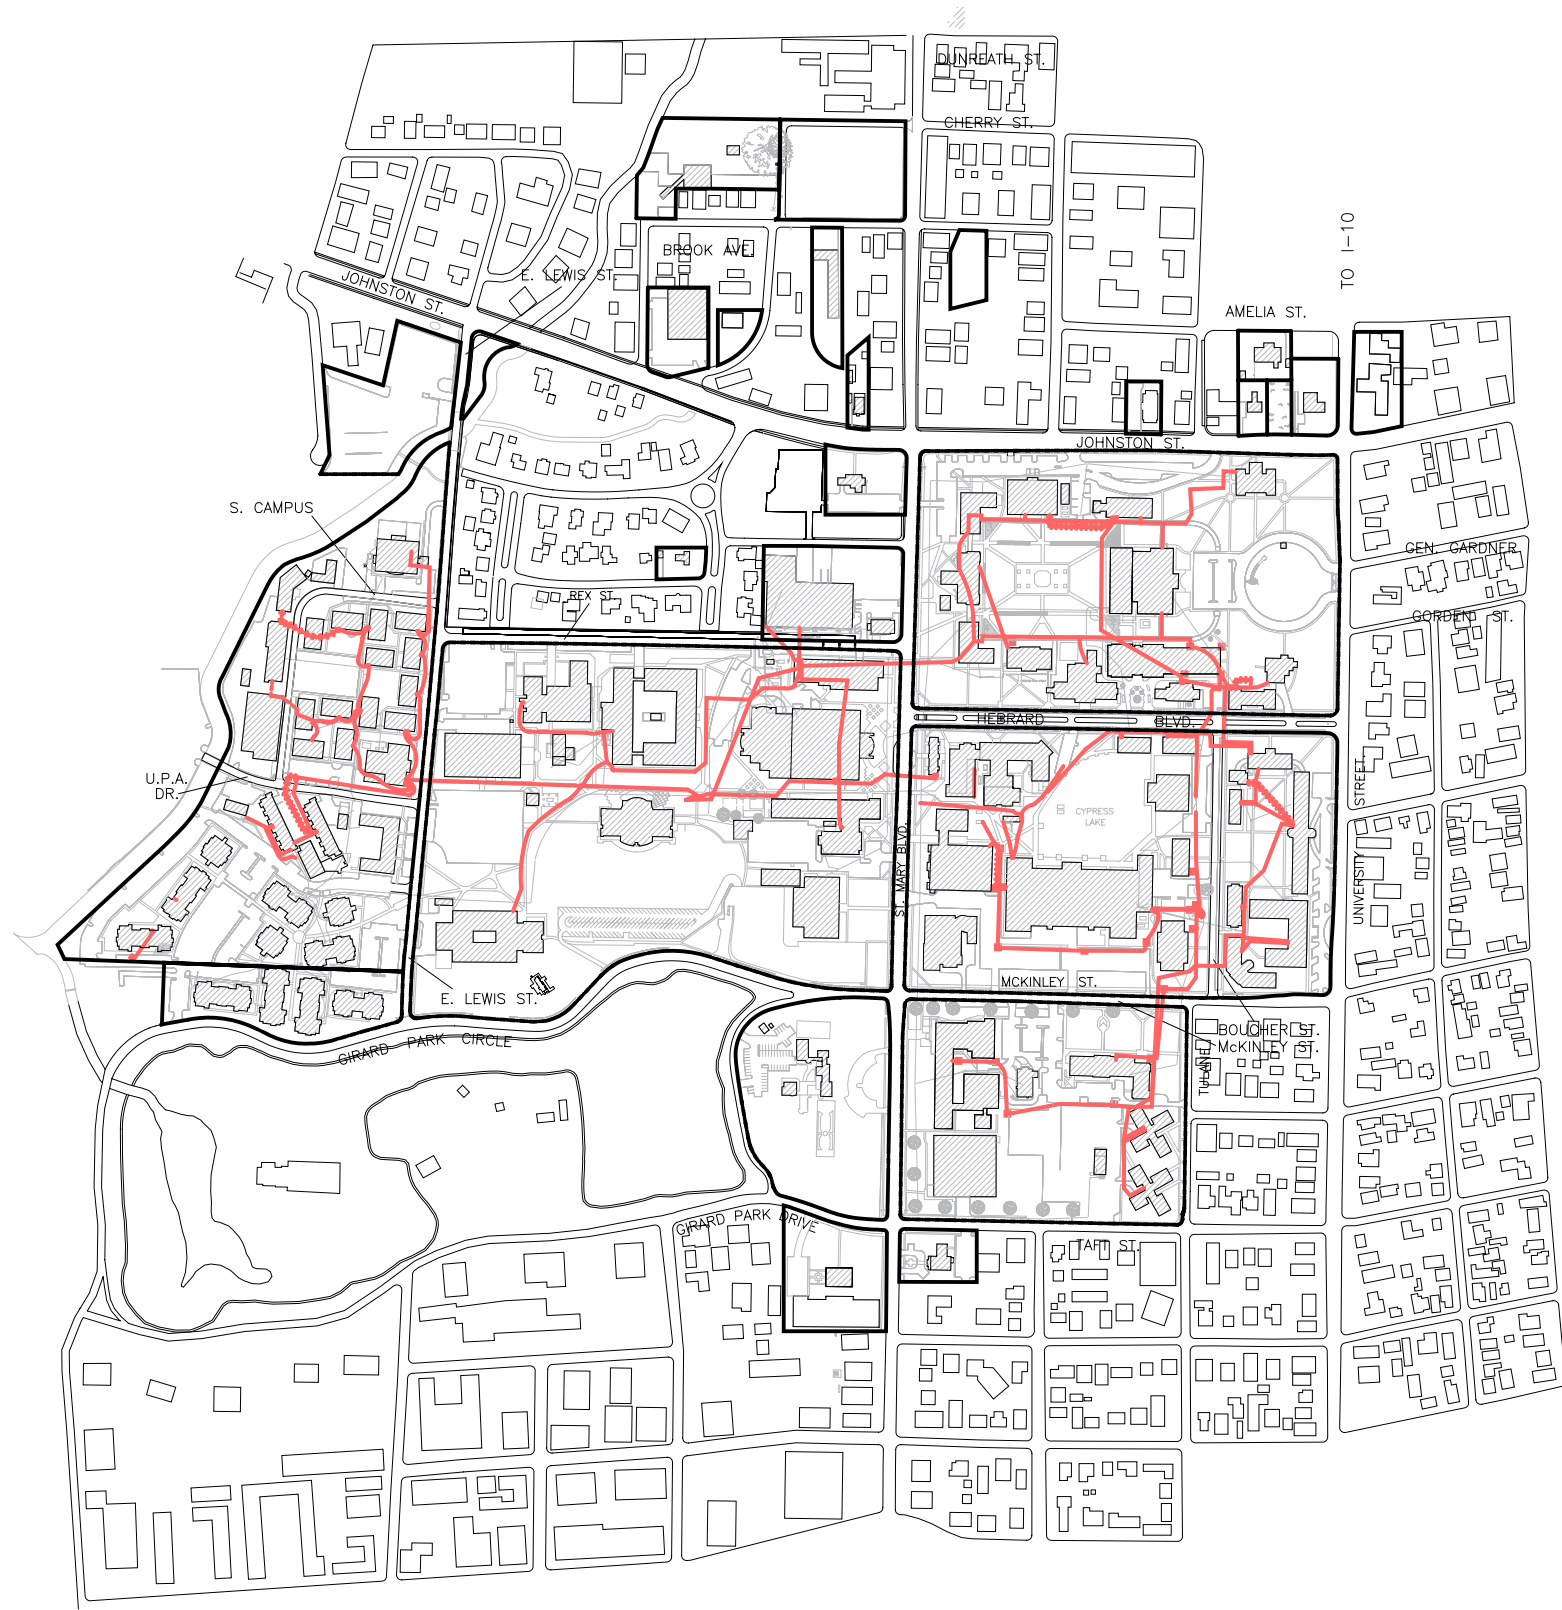 DUNREATH ST.
CHERRY ST.
TO I-10
BROOK AVE.
E. LEWIS ST.
JOHNSTON ST.
AMELIA ST.
JOHNSTON ST.
S. CAMPUS
GEN. GARDNER
REX ST.
GORDEN ST.
HEBRARD BLVD.
U.P.A.
DR.
STREET
CYPRESS
LAKE
ST. MARY BLVD.
UNIVERSITY
MCKINLEY ST.
E. LEWIS ST.
BOUCHER ST.
McKINLEY ST.
GIRARD PARK CIRCLE
TULANE
GIRARD PARK DRIVE
TAFT ST.